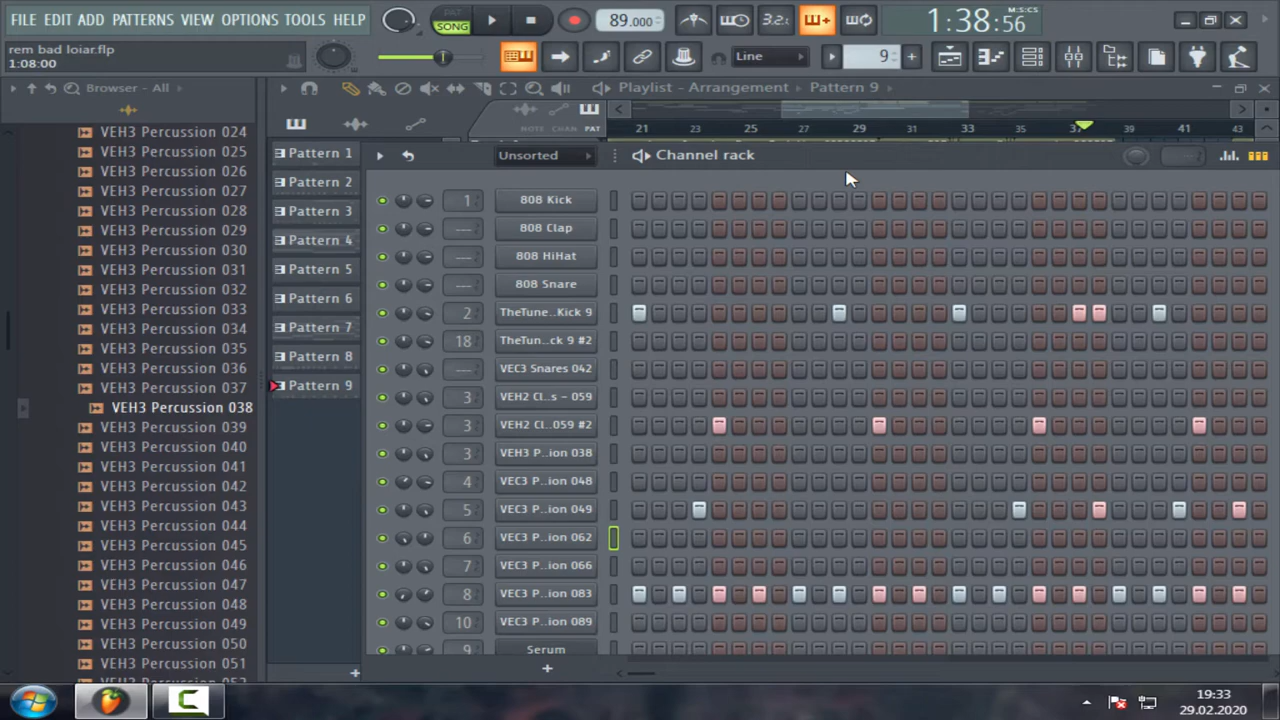 FILE EDIT ADD PATTERNS VIEW OPTIONS TOOLS HELP
PAT
SONG
89.000
3.2.
1:38:56
M:S:CS
rem bad loiar.flp
1:08:00
Line
9
Browser - All
Playlist - Arrangement
Pattern 9
NOTE CHAN PAT
21 25 29 31 33 35 37 39 41 43
VEH3 Percussion 024
VEH3 Percussion 025
VEH3 Percussion 026
VEH3 Percussion 027
VEH3 Percussion 028
VEH3 Percussion 029
VEH3 Percussion 030
VEH3 Percussion 031
VEH3 Percussion 032
VEH3 Percussion 033
VEH3 Percussion 034
VEH3 Percussion 035
VEH3 Percussion 036
VEH3 Percussion 037
VEH3 Percussion 038
VEH3 Percussion 039
VEH3 Percussion 040
VEH3 Percussion 041
VEH3 Percussion 042
VEH3 Percussion 043
VEH3 Percussion 044
VEH3 Percussion 045
VEH3 Percussion 046
VEH3 Percussion 047
VEH3 Percussion 048
VEH3 Percussion 049
VEH3 Percussion 050
VEH3 Percussion 051
Pattern 1
Pattern 2
Pattern 3
Pattern 4
Pattern 5
Pattern 6
Pattern 7
Pattern 8
Pattern 9
Unsorted
Channel rack
1 808 Kick
--- 808 Clap
--- 808 HiHat
--- 808 Snare
2 TheTune..Kick 9
18 TheTun..ck 9 #2
--- VEC3 Snares 042
3 VEH2 Cl..s - 059
3 VEH2 Cl..059 #2
3 VEH3 P..ion 038
4 VEC3 P..ion 048
5 VEC3 P..ion 049
6 VEC3 P..ion 062
7 VEC3 P..ion 066
8 VEC3 P..ion 083
10 VEC3 P..ion 089
9 Serum
19:33
29.02.2020